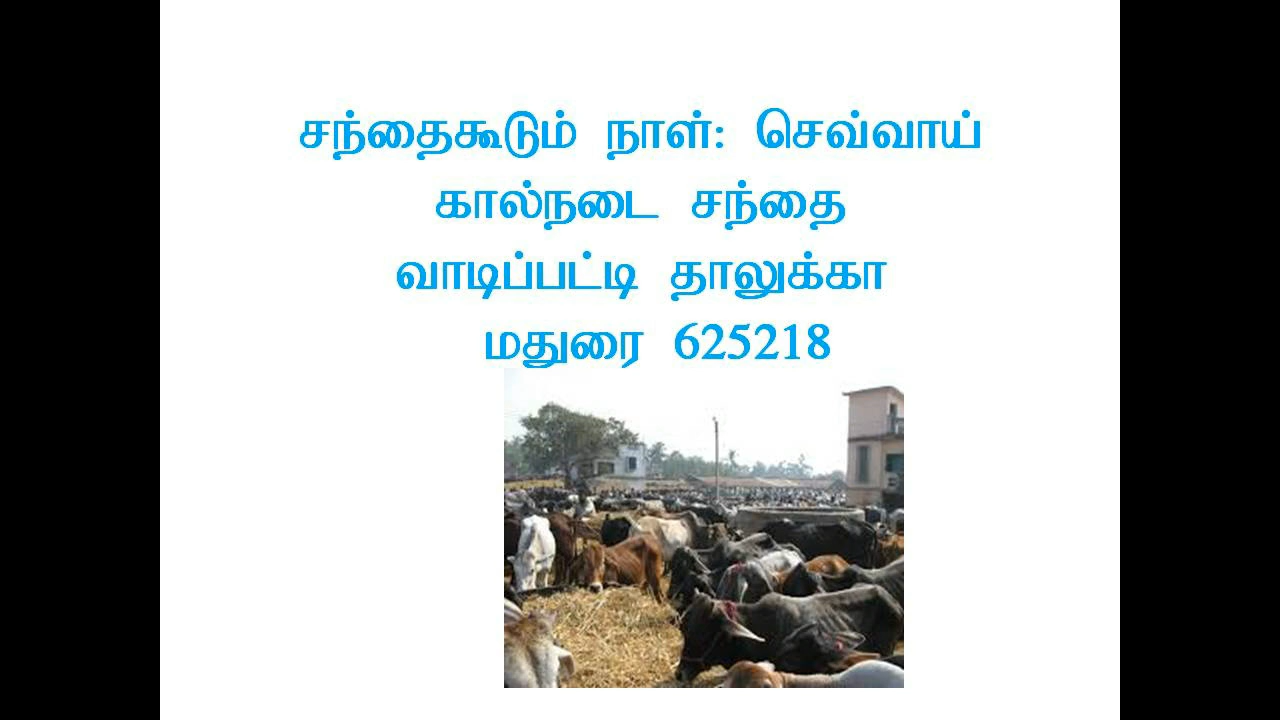 சந்தைகூடும் நாள்: செவ்வாய்
கால்நடை சந்தை
வாடிப்பட்டி தாலுக்கா
மதுரை 625218